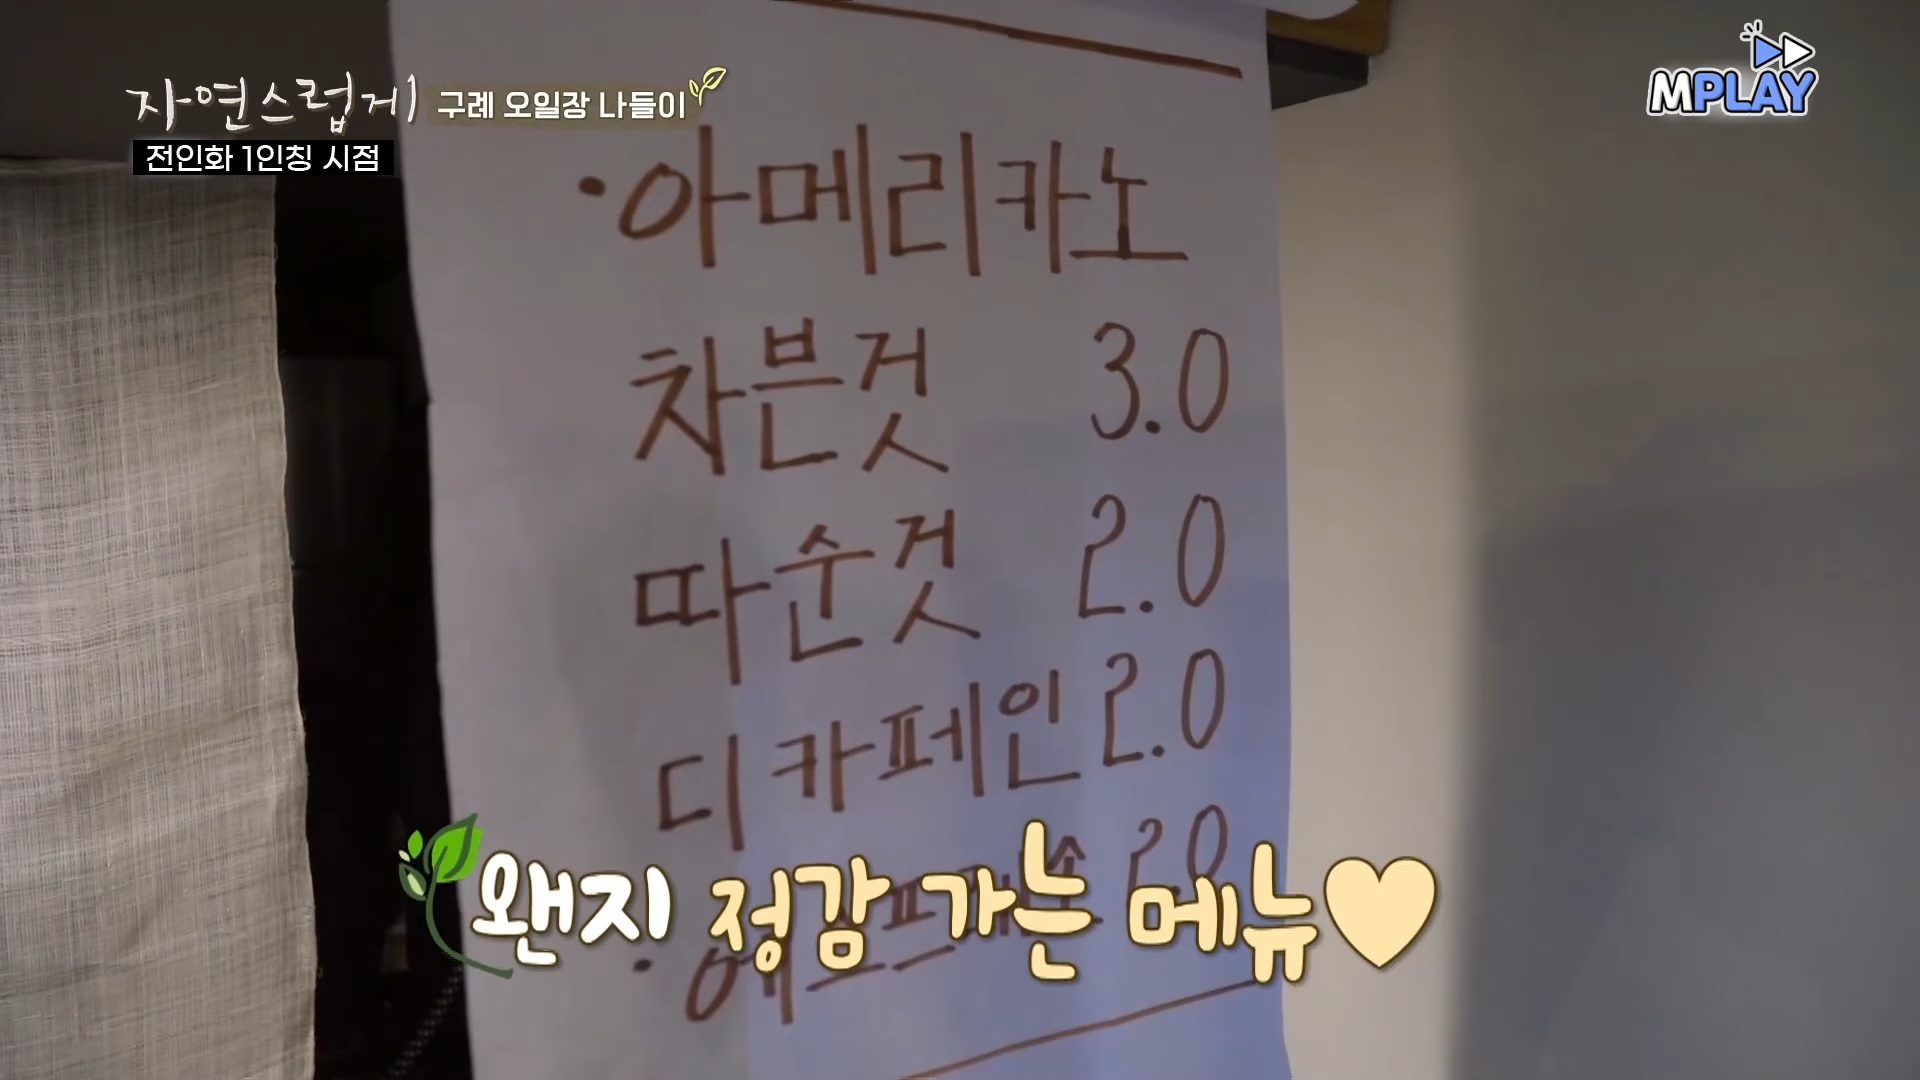 자연스럽게 구례 오일장 나들이
전인화 1인칭 시점
MPLAY
·아메리카노
차븐것 3.0
따순것 2.0
디카페인 2.0
2.0
왠지 정감 가는 메뉴